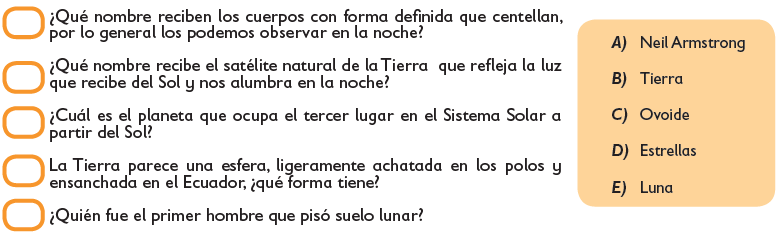 ¿Qué nombre reciben los cuerpos con forma definida que centellan,
por lo general los podemos observar en la noche?
¿Qué nombre recibe el satélite natural de la Tierra que refleja la luz
que recibe del Sol y nos alumbra en la noche?
¿Cuál es el planeta que ocupa el tercer lugar en el Sistema Solar a
partir del Sol?
La Tierra parece una esfera, ligeramente achatada en los polos y
ensanchada en el Ecuador, ¿qué forma tiene?
¿Quién fue el primer hombre que pisó suelo lunar?
A) Neil Armstrong
B) Tierra
C) Ovoide
D) Estrellas
E) Luna